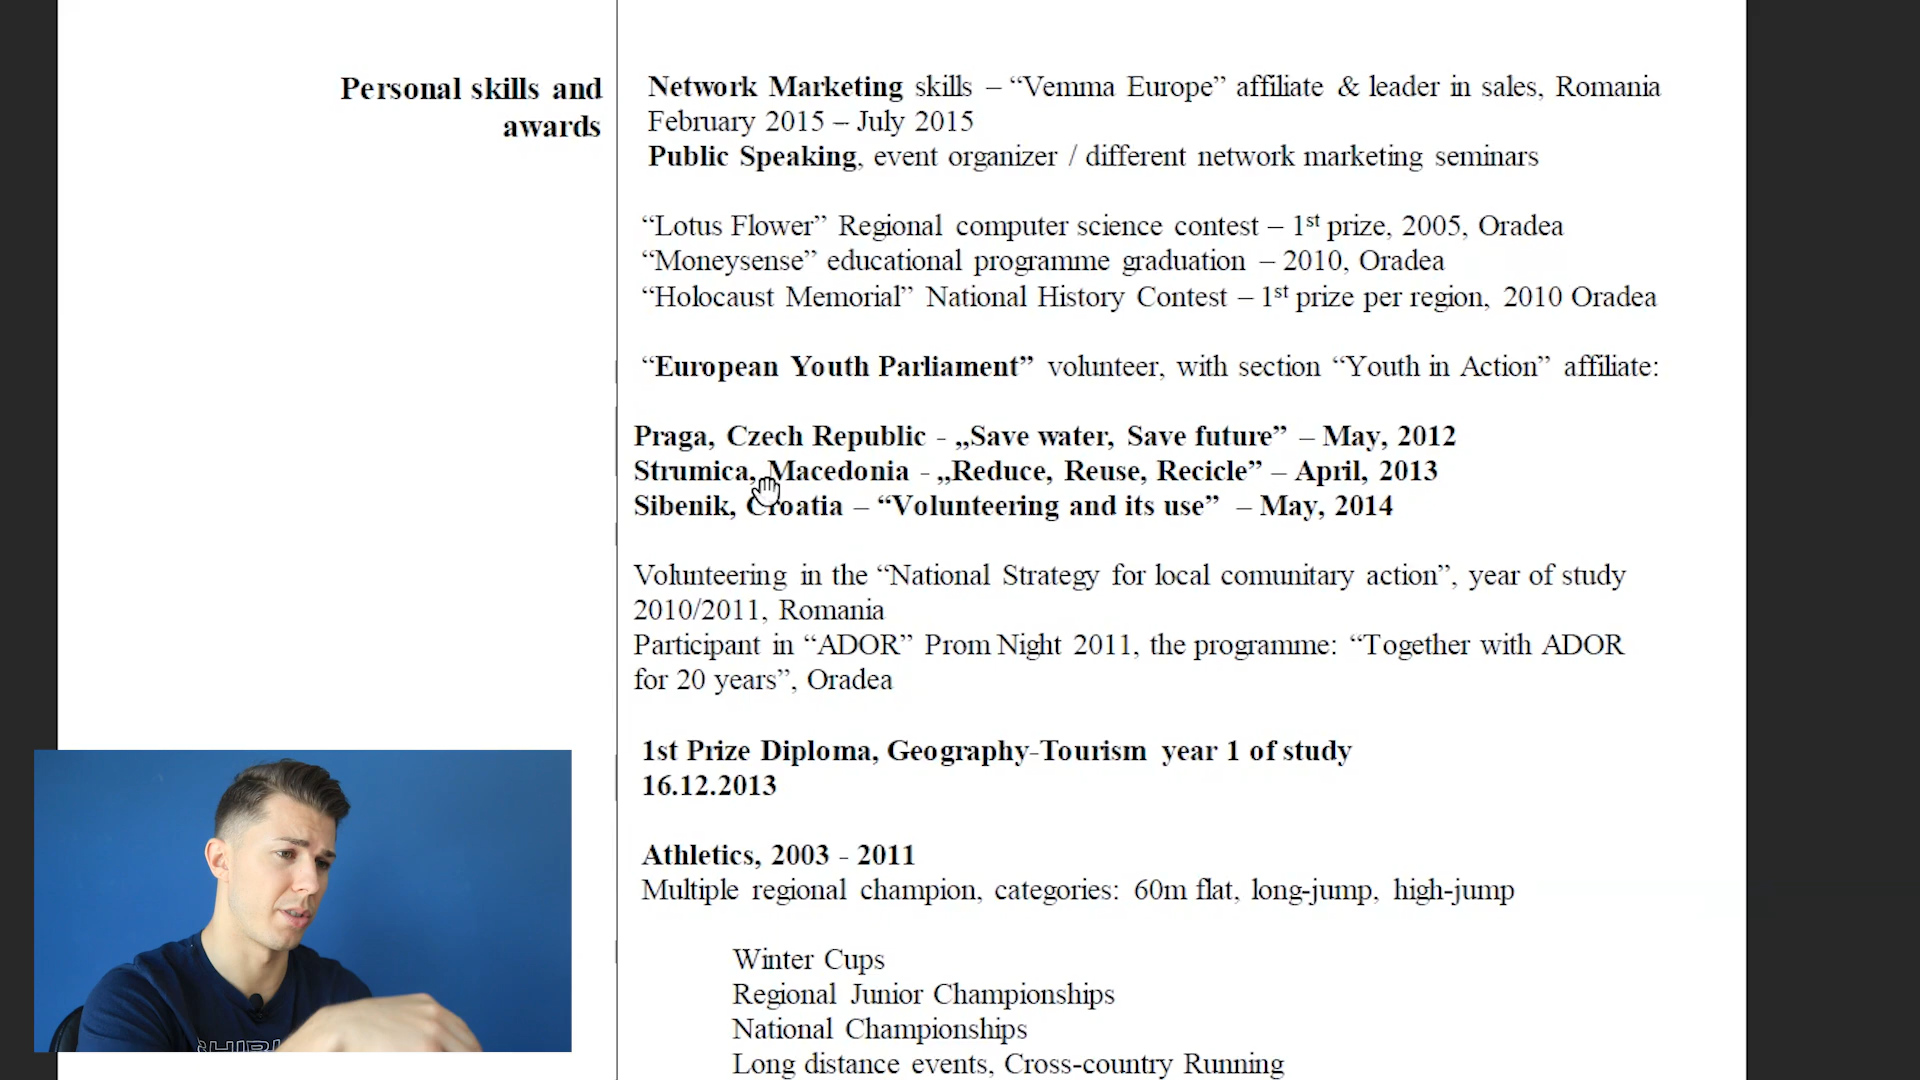 Personal skills and
awards
Network Marketing skills – “Vemma Europe” affiliate & leader in sales, Romania
February 2015 – July 2015
Public Speaking, event organizer / different network marketing seminars
“Lotus Flower” Regional computer science contest – 1st prize, 2005, Oradea
“Moneysense” educational programme graduation – 2010, Oradea
“Holocaust Memorial” National History Contest – 1st prize per region, 2010 Oradea
“European Youth Parliament” volunteer, with section “Youth in Action” affiliate:
Praga, Czech Republic - „Save water, Save future” – May, 2012
Strumica, Macedonia - „Reduce, Reuse, Recicle” – April, 2013
Sibenik, Croatia – “Volunteering and its use” – May, 2014
Volunteering in the “National Strategy for local comunitary action”, year of study
2010/2011, Romania
Participant in “ADOR” Prom Night 2011, the programme: “Together with ADOR
for 20 years”, Oradea
1st Prize Diploma, Geography-Tourism year 1 of study
16.12.2013
Athletics, 2003 - 2011
Multiple regional champion, categories: 60m flat, long-jump, high-jump
Winter Cups
Regional Junior Championships
National Championships
Long distance events, Cross-country Running